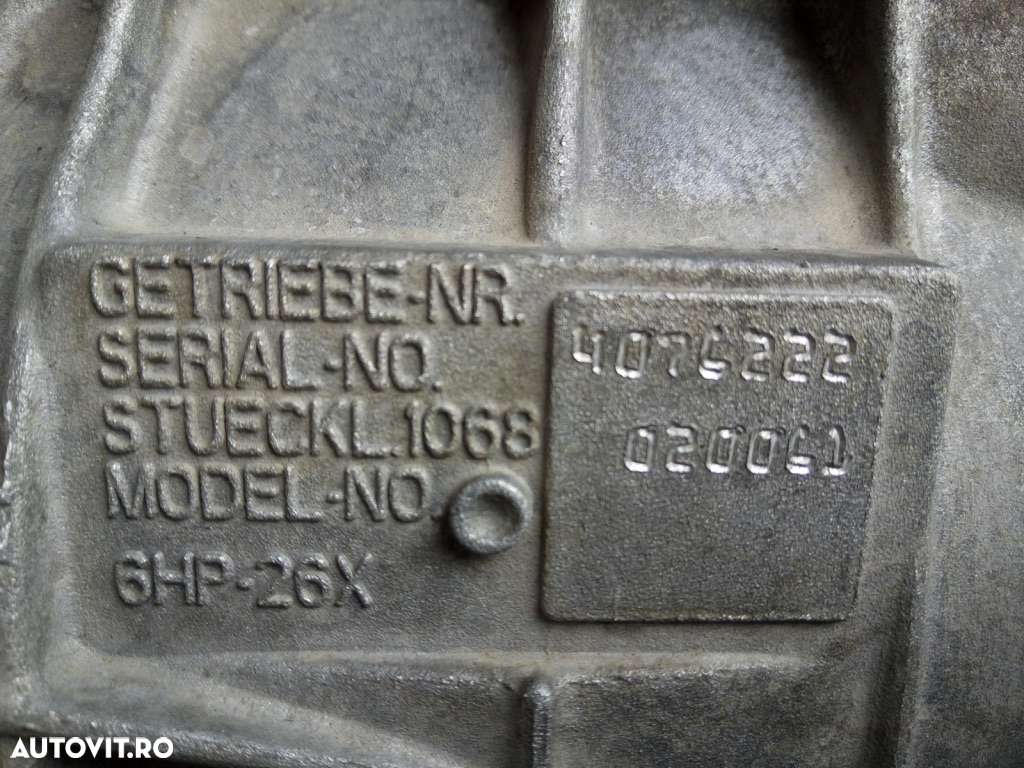 GETRIEBE-NR.
SERIAL-NO. 4076222
STUECKL.1068
020061
MODEL-NO.
6HP-26X
AUTOVIT.RO